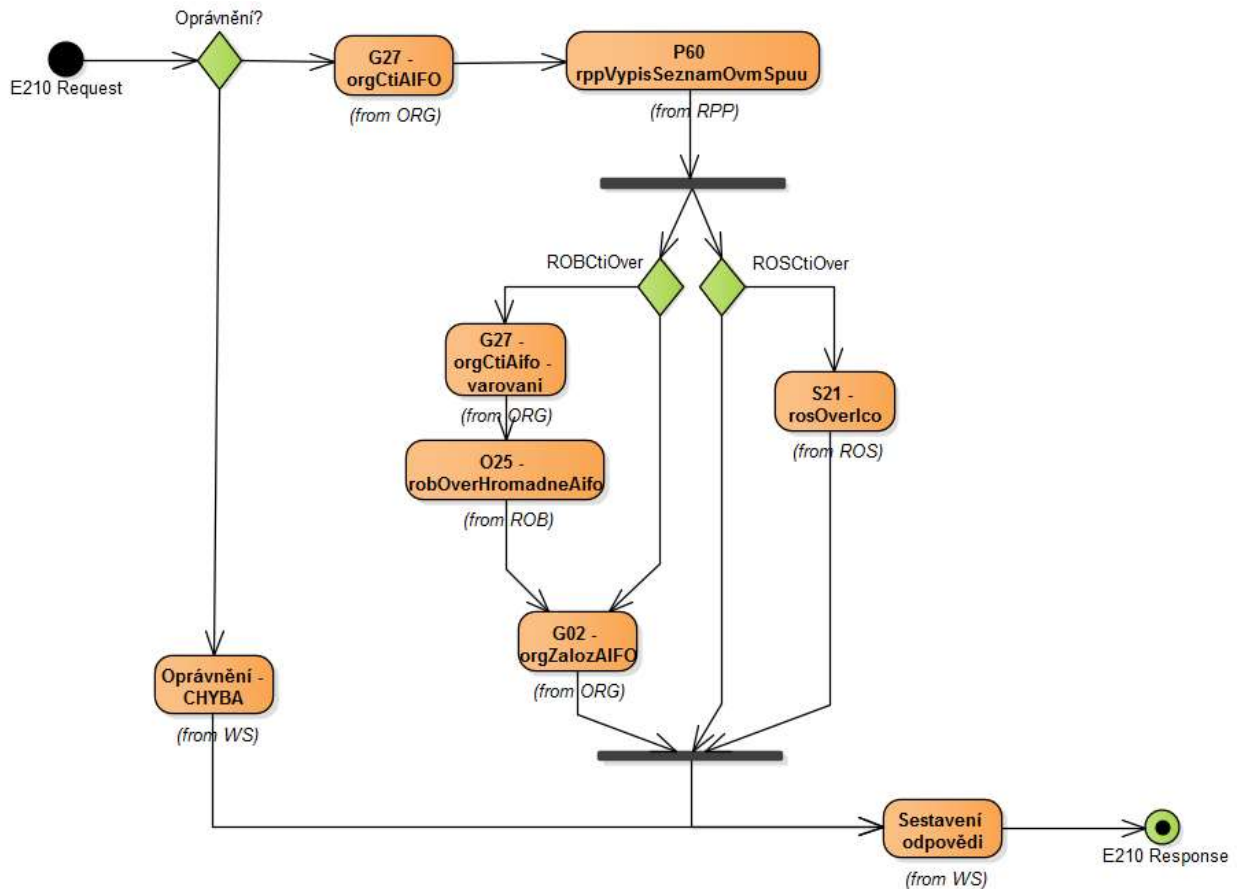 Oprávnění?
E210 Request
G27 -
orgCtiAIFO
(from ORG)
P60
rppVypisSeznamOvmSpuu
(from RPP)
ROBCtiOver
ROSCtiOver
G27 -
orgCtiAifo -
varovani
(from ORG)
S21 -
rosOverIco
(from ROS)
O25 -
robOverHromadneAifo
(from ROB)
G02 -
orgZalozAIFO
(from ORG)
Oprávnění -
CHYBA
(from WS)
Sestavení
odpovědi
(from WS)
E210 Response